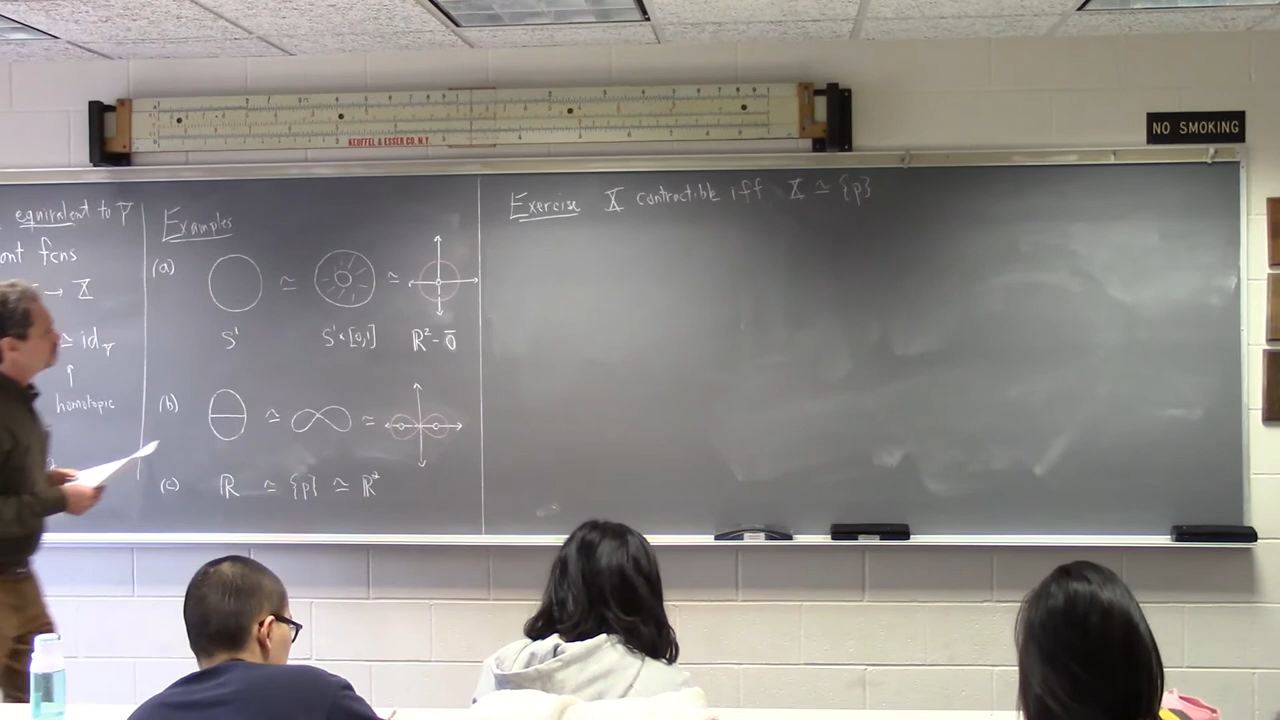 KEUFFEL & ESSER CO. N.Y.
NO SMOKING
equivalent to Y
fcns
→ X
≃ id_Y
↑
homotopic
Examples
(a) ≃ ≃
S¹ S¹×[0,1] ℝ² - 0̄
(b) ≃ ≃
(c) ℝ ≃ {p} ≃ ℝ²
Exercise X contractible iff X ≃ {p}